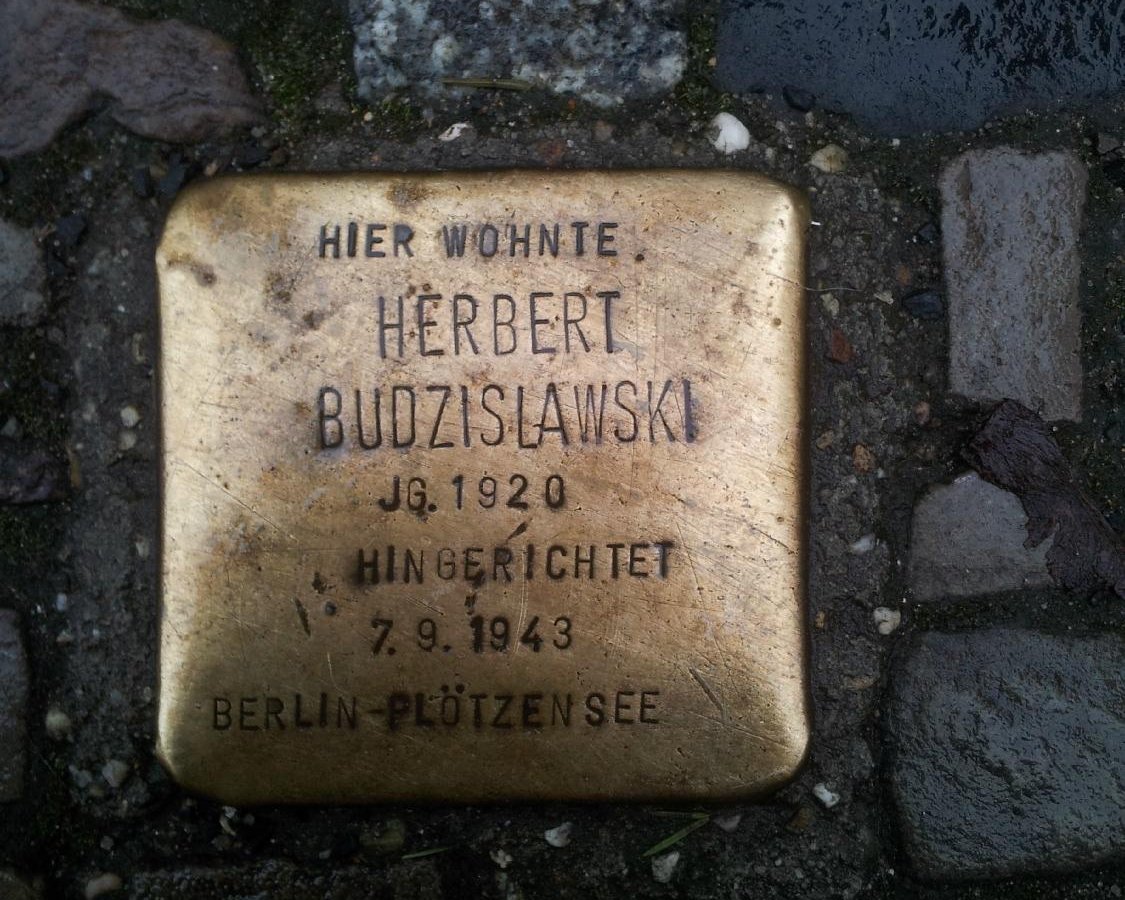 HIER WOHNTE
HERBERT
BUDZISLAWSKI
JG. 1920
HINGERICHTET
7. 9. 1943
BERLIN-PLÖTZENSEE